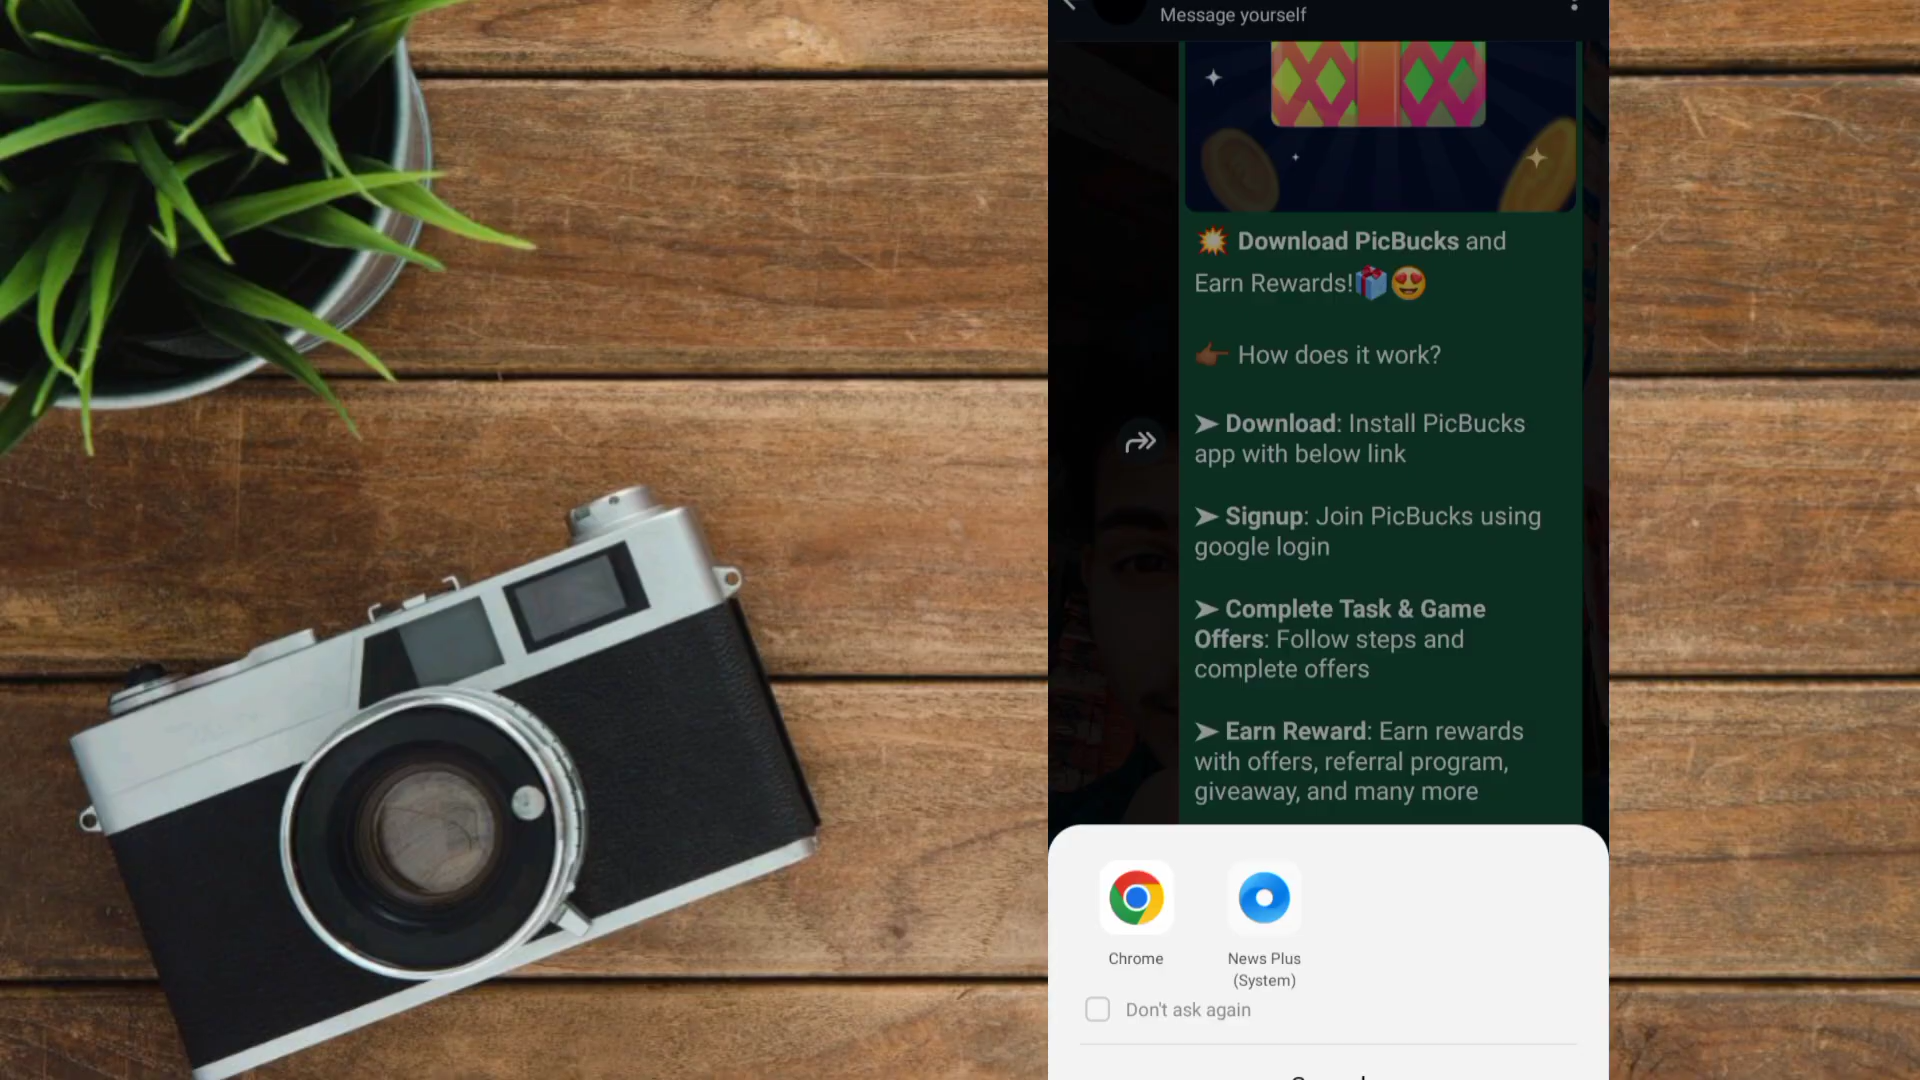 Message yourself
Download PicBucks and
Earn Rewards!
How does it work?
➤ Download: Install PicBucks
app with below link
➤ Signup: Join PicBucks using
google login
➤ Complete Task & Game
Offers: Follow steps and
complete offers
➤ Earn Reward: Earn rewards
with offers, referral program,
giveaway, and many more
Chrome
News Plus
(System)
Don't ask again